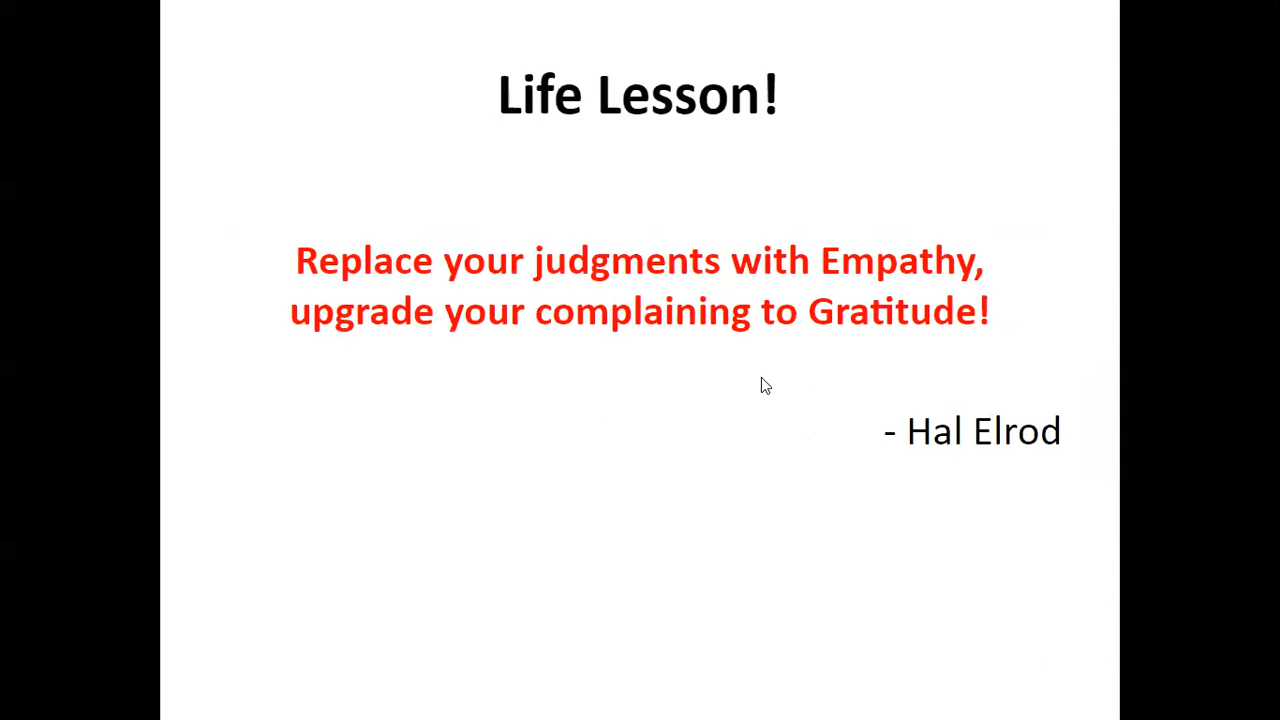 Life Lesson!
Replace your judgments with Empathy,
upgrade your complaining to Gratitude!
- Hal Elrod